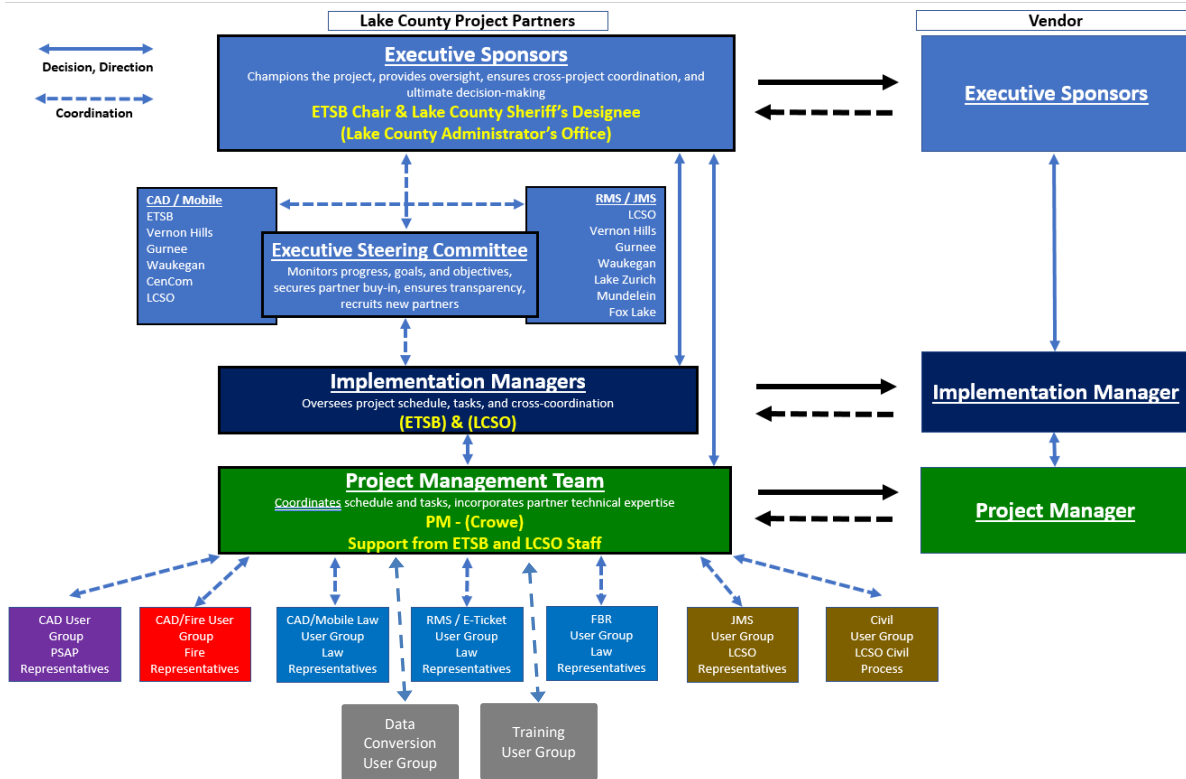 Lake County Project Partners
Vendor
Decision, Direction
Coordination
Executive Sponsors
Champions the project, provides oversight, ensures cross-project coordination, and
ultimate decision-making
ETSB Chair & Lake County Sheriff's Designee
(Lake County Administrator's Office)
Executive Sponsors
CAD / Mobile
ETSB
Vernon Hills
Gurnee
Waukegan
CenCom
LCSO
RMS / JMS
LCSO
Vernon Hills
Gurnee
Waukegan
Lake Zurich
Mundelein
Fox Lake
Executive Steering Committee
Monitors progress, goals, and objectives,
secures partner buy-in, ensures transparency,
recruits new partners
Implementation Managers
Oversees project schedule, tasks, and cross-coordination
(ETSB) & (LCSO)
Implementation Manager
Project Management Team
Coordinates schedule and tasks, incorporates partner technical expertise
PM - (Crowe)
Support from ETSB and LCSO Staff
Project Manager
CAD User
Group
PSAP
Representatives
CAD/Fire User
Group
Fire
Representatives
CAD/Mobile Law
User Group
Law
Representatives
RMS / E-Ticket
User Group
Law
Representatives
FBR
User Group
Law
Representatives
JMS
User Group
LCSO
Representatives
Civil
User Group
LCSO Civil
Process
Data
Conversion
User Group
Training
User Group